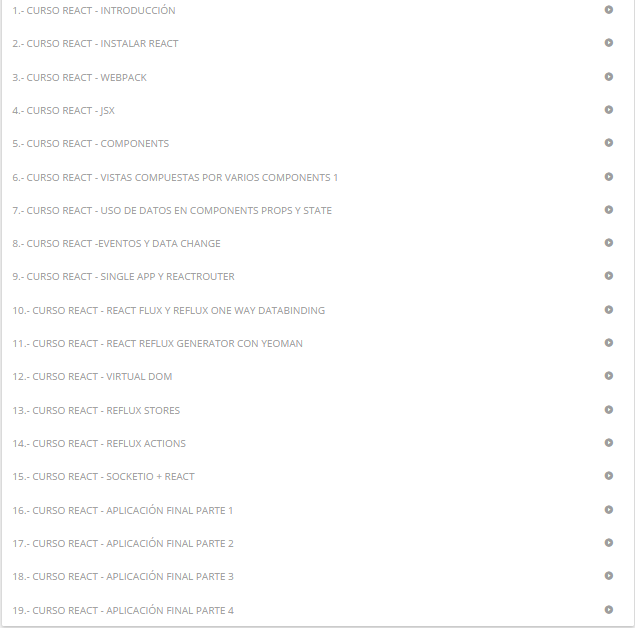 1.- CURSO REACT - INTRODUCCIÓN
2.- CURSO REACT - INSTALAR REACT
3.- CURSO REACT - WEBPACK
4.- CURSO REACT - JSX
5.- CURSO REACT - COMPONENTS
6.- CURSO REACT - VISTAS COMPUESTAS POR VARIOS COMPONENTS 1
7.- CURSO REACT - USO DE DATOS EN COMPONENTS PROPS Y STATE
8.- CURSO REACT -EVENTOS Y DATA CHANGE
9.- CURSO REACT - SINGLE APP Y REACTROUTER
10.- CURSO REACT - REACT FLUX Y REFLUX ONE WAY DATABINDING
11.- CURSO REACT - REACT REFLUX GENERATOR CON YEOMAN
12.- CURSO REACT - VIRTUAL DOM
13.- CURSO REACT - REFLUX STORES
14.- CURSO REACT - REFLUX ACTIONS
15.- CURSO REACT - SOCKETIO + REACT
16.- CURSO REACT - APLICACIÓN FINAL PARTE 1
17.- CURSO REACT - APLICACIÓN FINAL PARTE 2
18.- CURSO REACT - APLICACIÓN FINAL PARTE 3
19.- CURSO REACT - APLICACIÓN FINAL PARTE 4